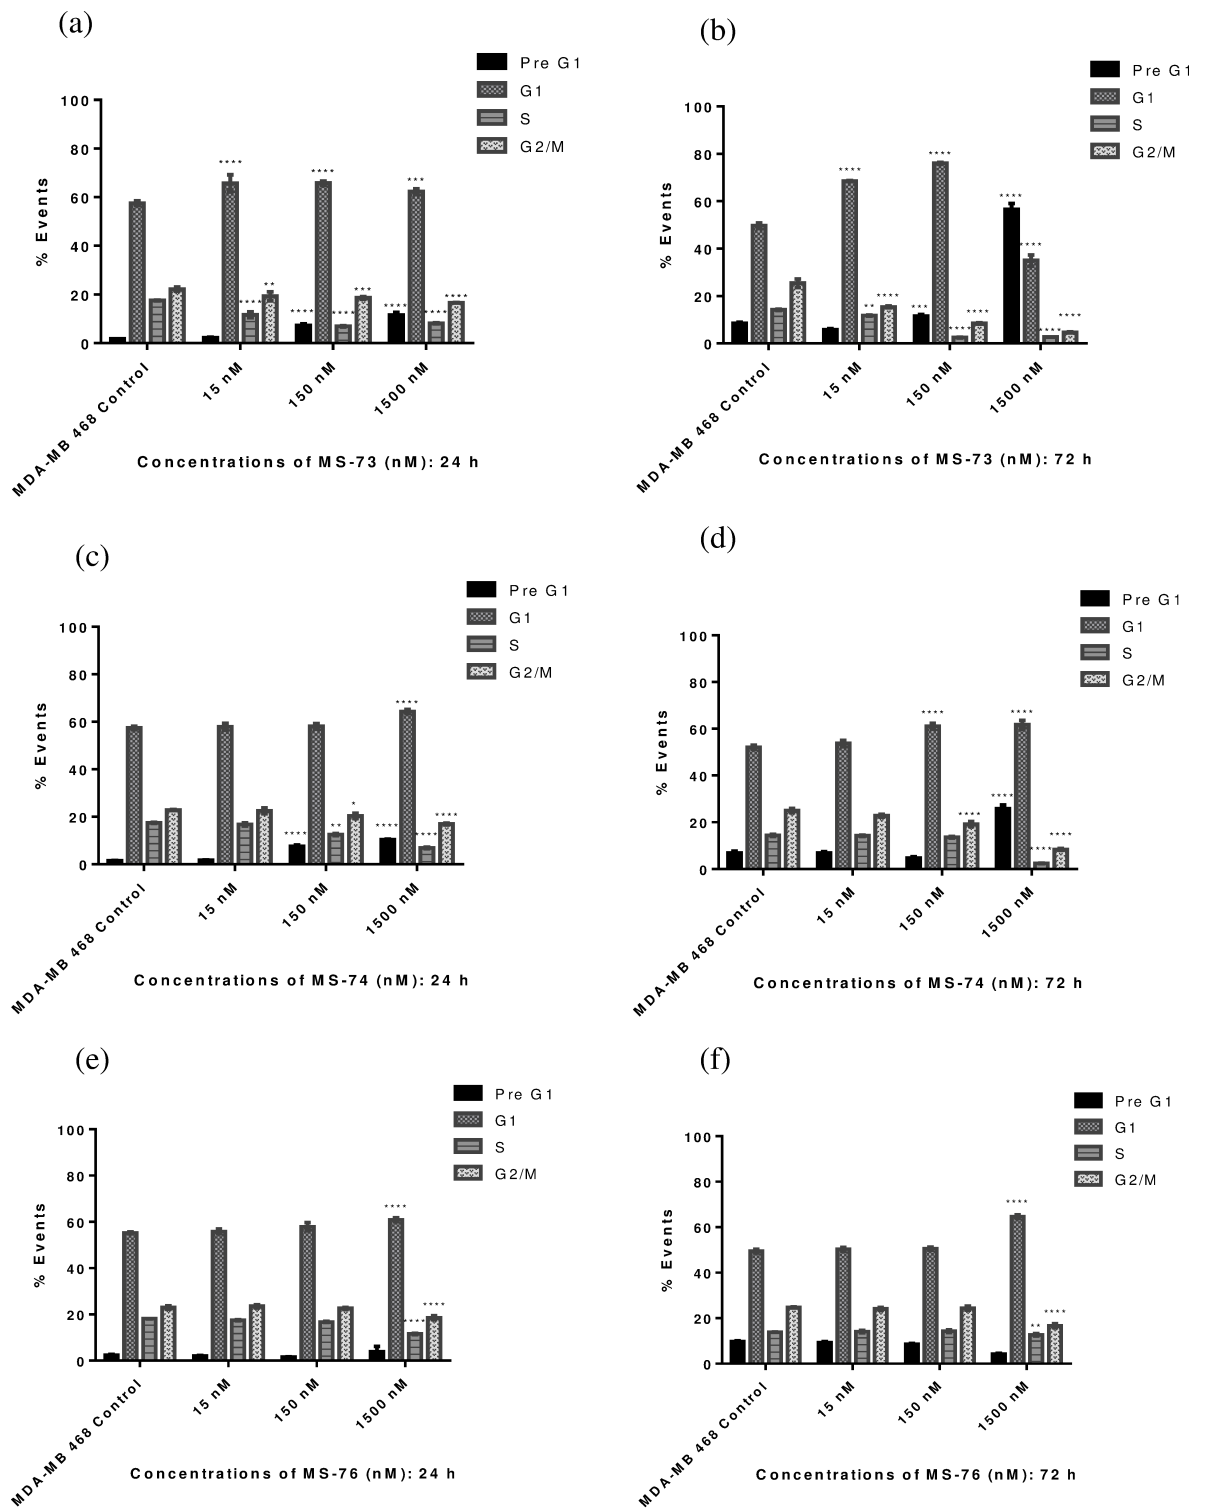 (a)
Pre G1
G1
S
G2/M
100
80
60
40
20
0
% Events
****
****
***
****
**
****
****
***
****
****
****
MDA-MB 468 Control
15 nM
150 nM
1500 nM
Concentrations of MS-73 (nM): 24 h
(b)
Pre G1
G1
S
G2/M
100
80
60
40
20
0
% Events
****
**
****
***
****
****
****
****
****
****
****
MDA-MB 468 Control
15 nM
150 nM
1500 nM
Concentrations of MS-73 (nM): 72 h
(c)
Pre G1
G1
S
G2/M
100
80
60
40
20
0
% Events
****
**
*
****
****
****
****
MDA-MB 468 Control
15 nM
150 nM
1500 nM
Concentrations of MS-74 (nM): 24 h
(d)
Pre G1
G1
S
G2/M
100
80
60
40
20
0
% Events
****
****
****
****
****
****
MDA-MB 468 Control
15 nM
150 nM
1500 nM
Concentrations of MS-74 (nM): 72 h
(e)
Pre G1
G1
S
G2/M
100
80
60
40
20
0
% Events
****
****
****
MDA-MB 468 Control
15 nM
150 nM
1500 nM
Concentrations of MS-76 (nM): 24 h
(f)
Pre G1
G1
S
G2/M
100
80
60
40
20
0
% Events
****
**
****
MDA-MB 468 Control
15 nM
150 nM
1500 nM
Concentrations of MS-76 (nM): 72 h